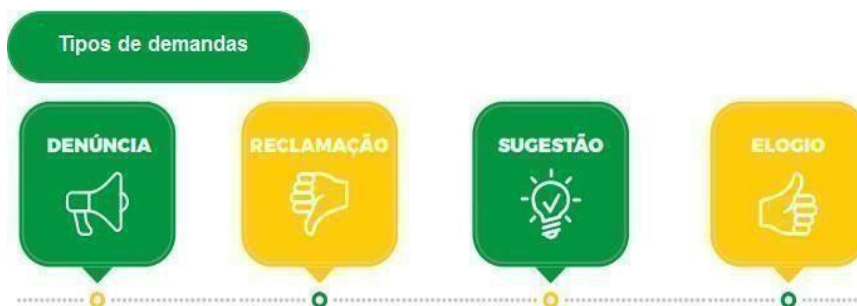 Tipos de demandas
DENÚNCIA
RECLAMAÇÃO
SUGESTÃO
ELOGIO